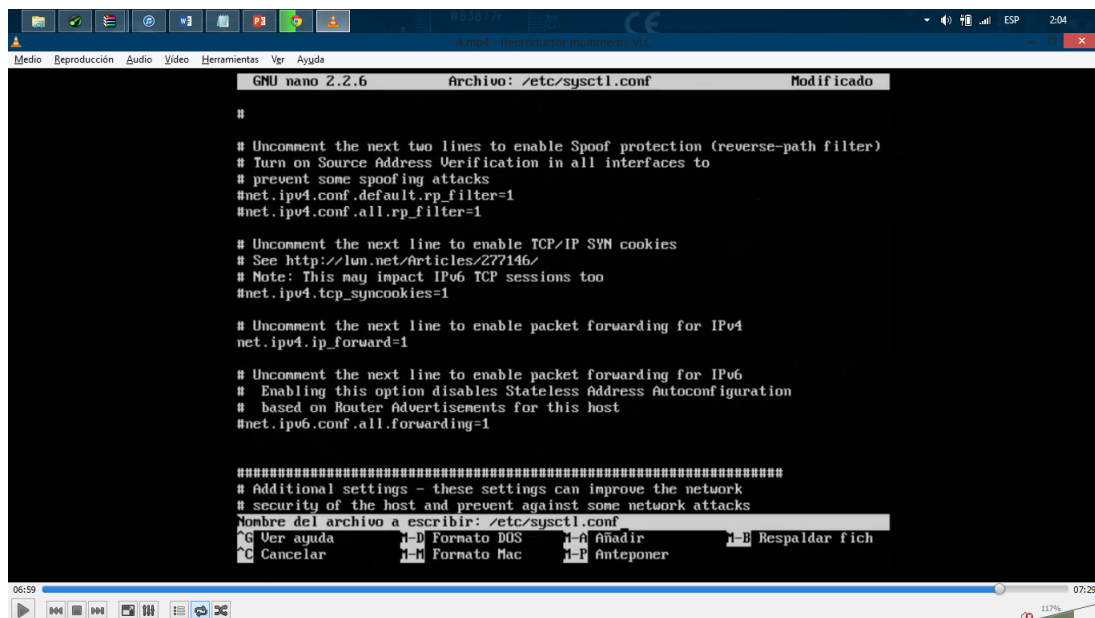 W83877F
CE
ESP 2:04
4.mp4 - Reproductor multimedia VLC
Medio Reproducción Audio Vídeo Herramientas Ver Ayuda
GNU nano 2.2.6 Archivo: /etc/sysctl.conf Modificado
#
# Uncomment the next two lines to enable Spoof protection (reverse-path filter)
# Turn on Source Address Verification in all interfaces to
# prevent some spoofing attacks
#net.ipv4.conf.default.rp_filter=1
#net.ipv4.conf.all.rp_filter=1
# Uncomment the next line to enable TCP/IP SYN cookies
# See http://lwn.net/Articles/277146/
# Note: This may impact IPv6 TCP sessions too
#net.ipv4.tcp_syncookies=1
# Uncomment the next line to enable packet forwarding for IPv4
net.ipv4.ip_forward=1
# Uncomment the next line to enable packet forwarding for IPv6
#  Enabling this option disables Stateless Address Autoconfiguration
#  based on Router Advertisements for this host
#net.ipv6.conf.all.forwarding=1
###################################################################
# Additional settings - these settings can improve the network
# security of the host and prevent against some network attacks
Nombre del archivo a escribir: /etc/sysctl.conf
^G Ver ayuda M-D Formato DOS M-A Añadir M-B Respaldar fich
^C Cancelar M-M Formato Mac M-P Anteponer
06:59 07:29
117%